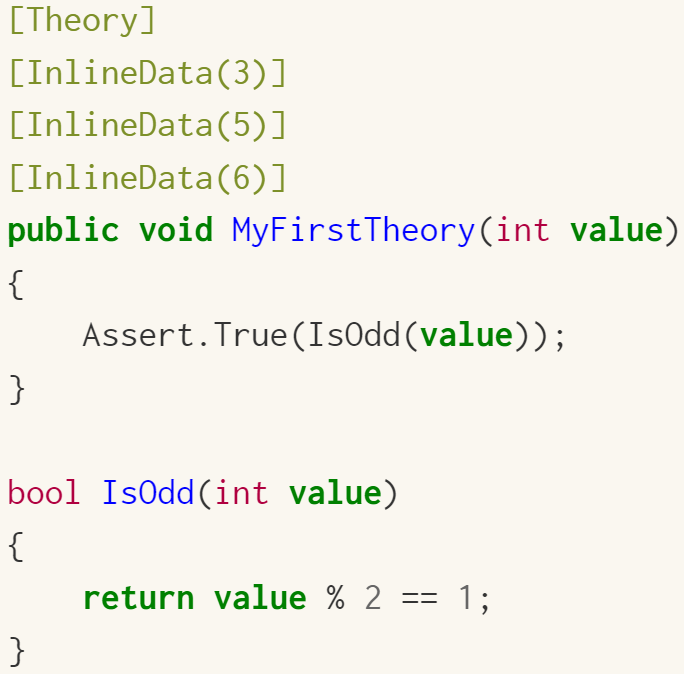 [Theory]
[InlineData(3)]
[InlineData(5)]
[InlineData(6)]
public void MyFirstTheory(int value)
{
    Assert.True(IsOdd(value));
}

bool IsOdd(int value)
{
    return value % 2 == 1;
}